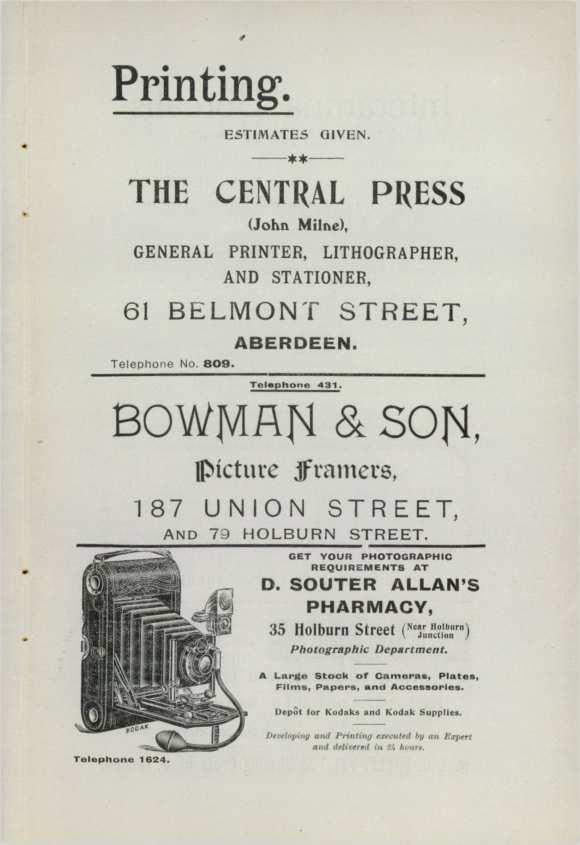 Printing.
ESTIMATES GIVEN.
THE CENTRAL PRESS
(John Milne),
GENERAL PRINTER, LITHOGRAPHER,
AND STATIONER,
61 BELMONT STREET,
ABERDEEN.
Telephone No. 809.
Telephone 431.
BOWMAN & SON,
Picture Framers,
187 UNION STREET,
AND 79 HOLBURN STREET.
GET YOUR PHOTOGRAPHIC
REQUIREMENTS AT
D. SOUTER ALLAN'S
PHARMACY,
35 Holburn Street (Near Holburn Junction)
Photographic Department.
A Large Stock of Cameras, Plates,
Films, Papers, and Accessories.
Depôt for Kodaks and Kodak Supplies.
Developing and Printing executed by an Expert
and delivered in 24 hours.
KODAK
Telephone 1624.